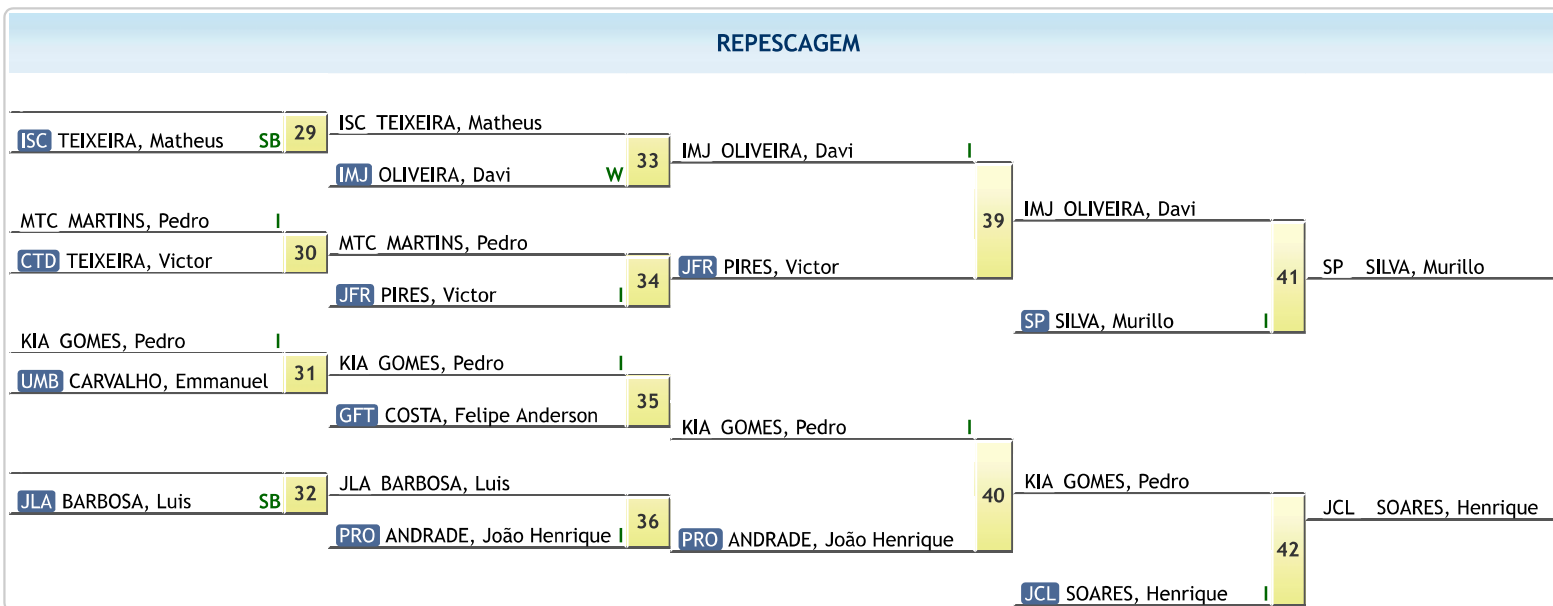 REPESCAGEM
ISC TEIXEIRA, Matheus SB
29
ISC TEIXEIRA, Matheus
IMJ OLIVEIRA, Davi W
33
IMJ OLIVEIRA, Davi I
MTC MARTINS, Pedro I
CTD TEIXEIRA, Victor
30
MTC MARTINS, Pedro
JFR PIRES, Victor I
34
JFR PIRES, Victor
39
IMJ OLIVEIRA, Davi
SP SILVA, Murillo I
41
SP SILVA, Murillo
KIA GOMES, Pedro I
UMB CARVALHO, Emmanuel
31
KIA GOMES, Pedro I
GFT COSTA, Felipe Anderson
35
KIA GOMES, Pedro I
JLA BARBOSA, Luis SB
32
JLA BARBOSA, Luis
PRO ANDRADE, João Henrique I
36
PRO ANDRADE, João Henrique
40
KIA GOMES, Pedro
JCL SOARES, Henrique I
42
JCL SOARES, Henrique